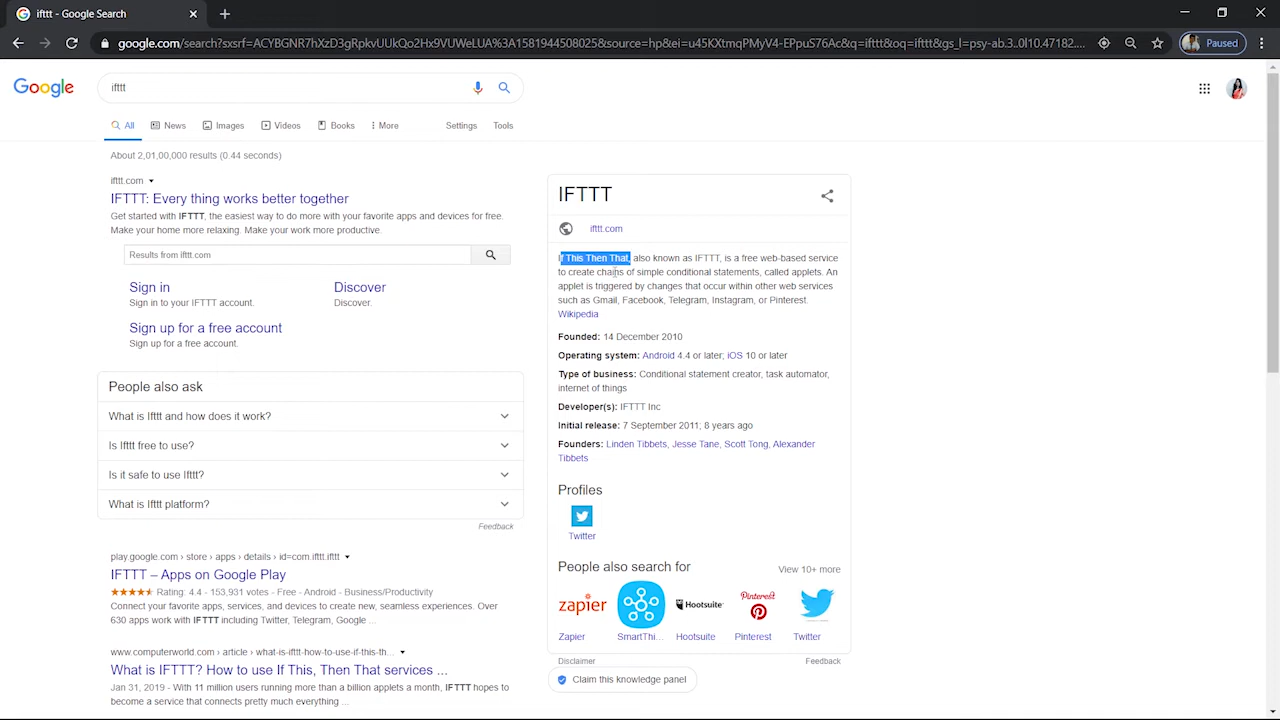 ifttt - Google Search
google.com/search?sxsrf=ACYBGNR7hXzD3gRpkvUUkQo2Hx9VUWeLUA%3A1581944508025&source=hp&ei=u45KXtmqPMyV4-EPpuS76Ac&q=ifttt&oq=ifttt&gs_l=psy-ab.3.0l10.47182....
Paused
Google
ifttt
All News Images Videos Books More Settings Tools
About 2,01,00,000 results (0.44 seconds)
ifttt.com
IFTTT: Every thing works better together
Get started with IFTTT, the easiest way to do more with your favorite apps and devices for free.
Make your home more relaxing. Make your work more productive.
Results from ifttt.com
Sign in
Sign in to your IFTTT account.
Discover
Discover.
Sign up for a free account
Sign up for a free account.
People also ask
What is Ifttt and how does it work?
Is Ifttt free to use?
Is it safe to use Ifttt?
What is Ifttt platform?
Feedback
play.google.com › store › apps › details › id=com.ifttt.ifttt
IFTTT – Apps on Google Play
Rating: 4.4 - 153,931 votes - Free - Android - Business/Productivity
Connect your favorite apps, services, and devices to create new, seamless experiences. Over
630 apps work with IFTTT including Twitter, Telegram, Google ...
www.computerworld.com › article › what-is-ifttt-how-to-use-if-this-th...
What is IFTTT? How to use If This, Then That services ...
Jan 31, 2019 - With 11 million users running more than a billion applets a month, IFTTT hopes to
become a service that connects pretty much everything ...
IFTTT
ifttt.com
If This Then That, also known as IFTTT, is a free web-based service
to create chains of simple conditional statements, called applets. An
applet is triggered by changes that occur within other web services
such as Gmail, Facebook, Telegram, Instagram, or Pinterest.
Wikipedia
Founded: 14 December 2010
Operating system: Android 4.4 or later; iOS 10 or later
Type of business: Conditional statement creator, task automator,
internet of things
Developer(s): IFTTT Inc
Initial release: 7 September 2011; 8 years ago
Founders: Linden Tibbets, Jesse Tane, Scott Tong, Alexander
Tibbets
Profiles
Twitter
People also search for
View 10+ more
zapier
Hootsuite
Pinterest
Zapier SmartThi... Hootsuite Pinterest Twitter
Disclaimer
Feedback
Claim this knowledge panel